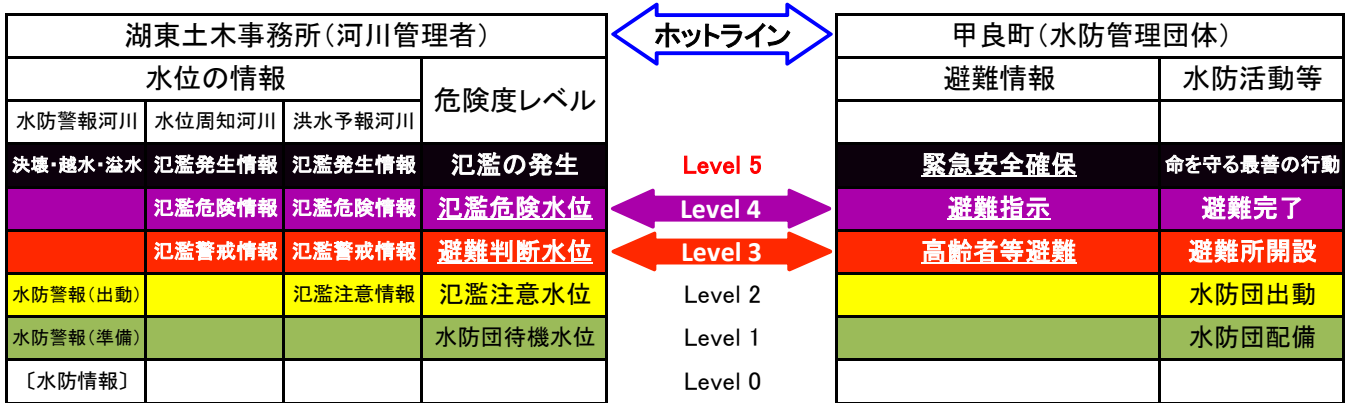 湖東土木事務所(河川管理者) ホットライン 甲良町(水防管理団体)
水位の情報 危険度レベル 避難情報 水防活動等
水防警報河川 水位周知河川 洪水予報河川
決壊・越水・溢水 氾濫発生情報 氾濫発生情報 氾濫の発生 Level 5 緊急安全確保 命を守る最善の行動
氾濫危険情報 氾濫危険情報 氾濫危険水位 Level 4 避難指示 避難完了
氾濫警戒情報 氾濫警戒情報 避難判断水位 Level 3 高齢者等避難 避難所開設
水防警報(出動) 氾濫注意情報 氾濫注意水位 Level 2 水防団出動
水防警報(準備) 水防団待機水位 Level 1 水防団配備
〔水防情報〕 Level 0